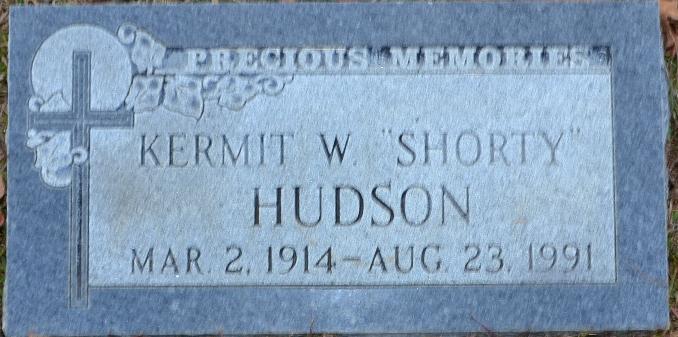 PRECIOUS MEMORIES
KERMIT W. "SHORTY"
HUDSON
MAR. 2, 1914 - AUG. 23, 1991